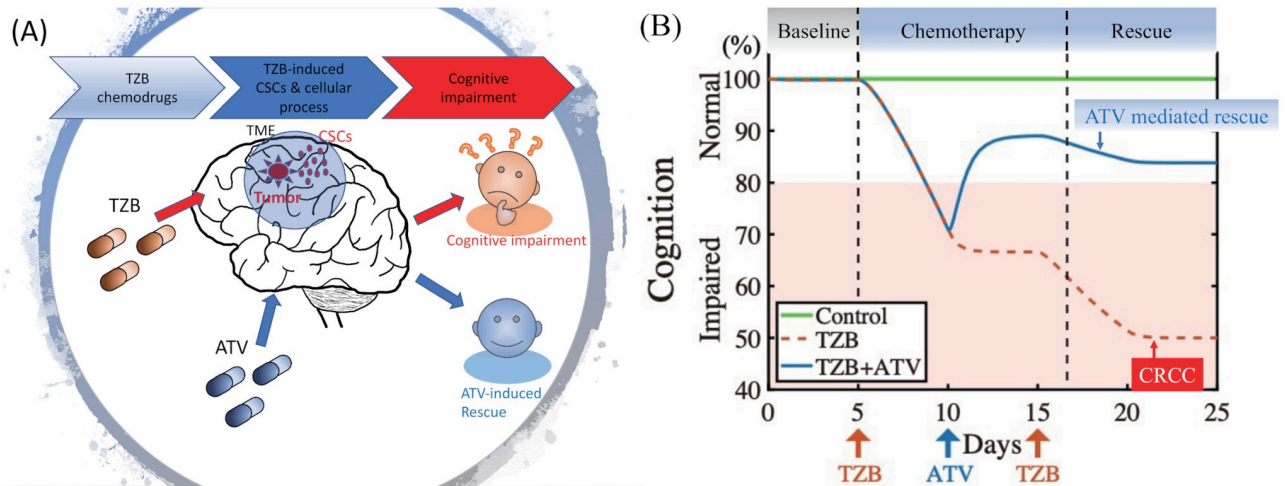 (A)
TZB
chemodrugs
TZB-induced
CSCs & cellular
process
Cognitive
impairment
TME
CSCs
Tumor
TZB
Cognitive impairment
ATV
ATV-induced
Rescue
(B)
Baseline
Chemotherapy
Rescue
(%)
100
90
80
70
60
50
40
Cognition
Normal
Impaired
ATV mediated rescue
Control
TZB
TZB+ATV
CRCC
0
5
10
15
20
25
Days
TZB
ATV
TZB